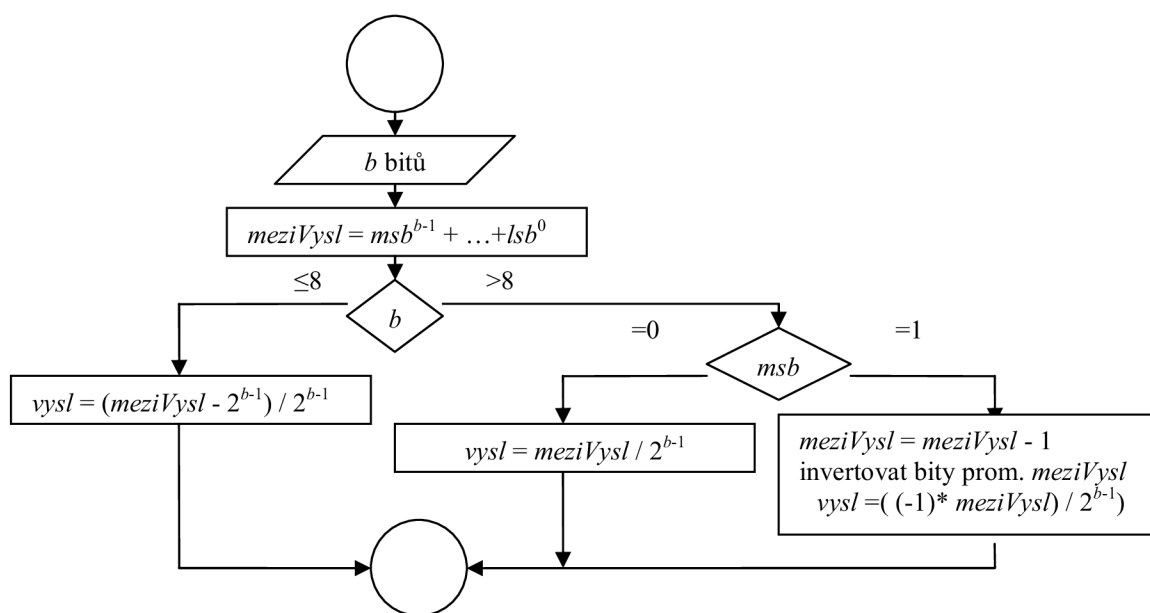 b bitů
meziVysl = msb^{b-1} + …+lsb^0
≤8
>8
b
=0
=1
msb
vysl = (meziVysl - 2^{b-1}) / 2^{b-1}
vysl = meziVysl / 2^{b-1}
meziVysl = meziVysl - 1
invertovat bity prom. meziVysl
vysl =( (-1)* meziVysl) / 2^{b-1})